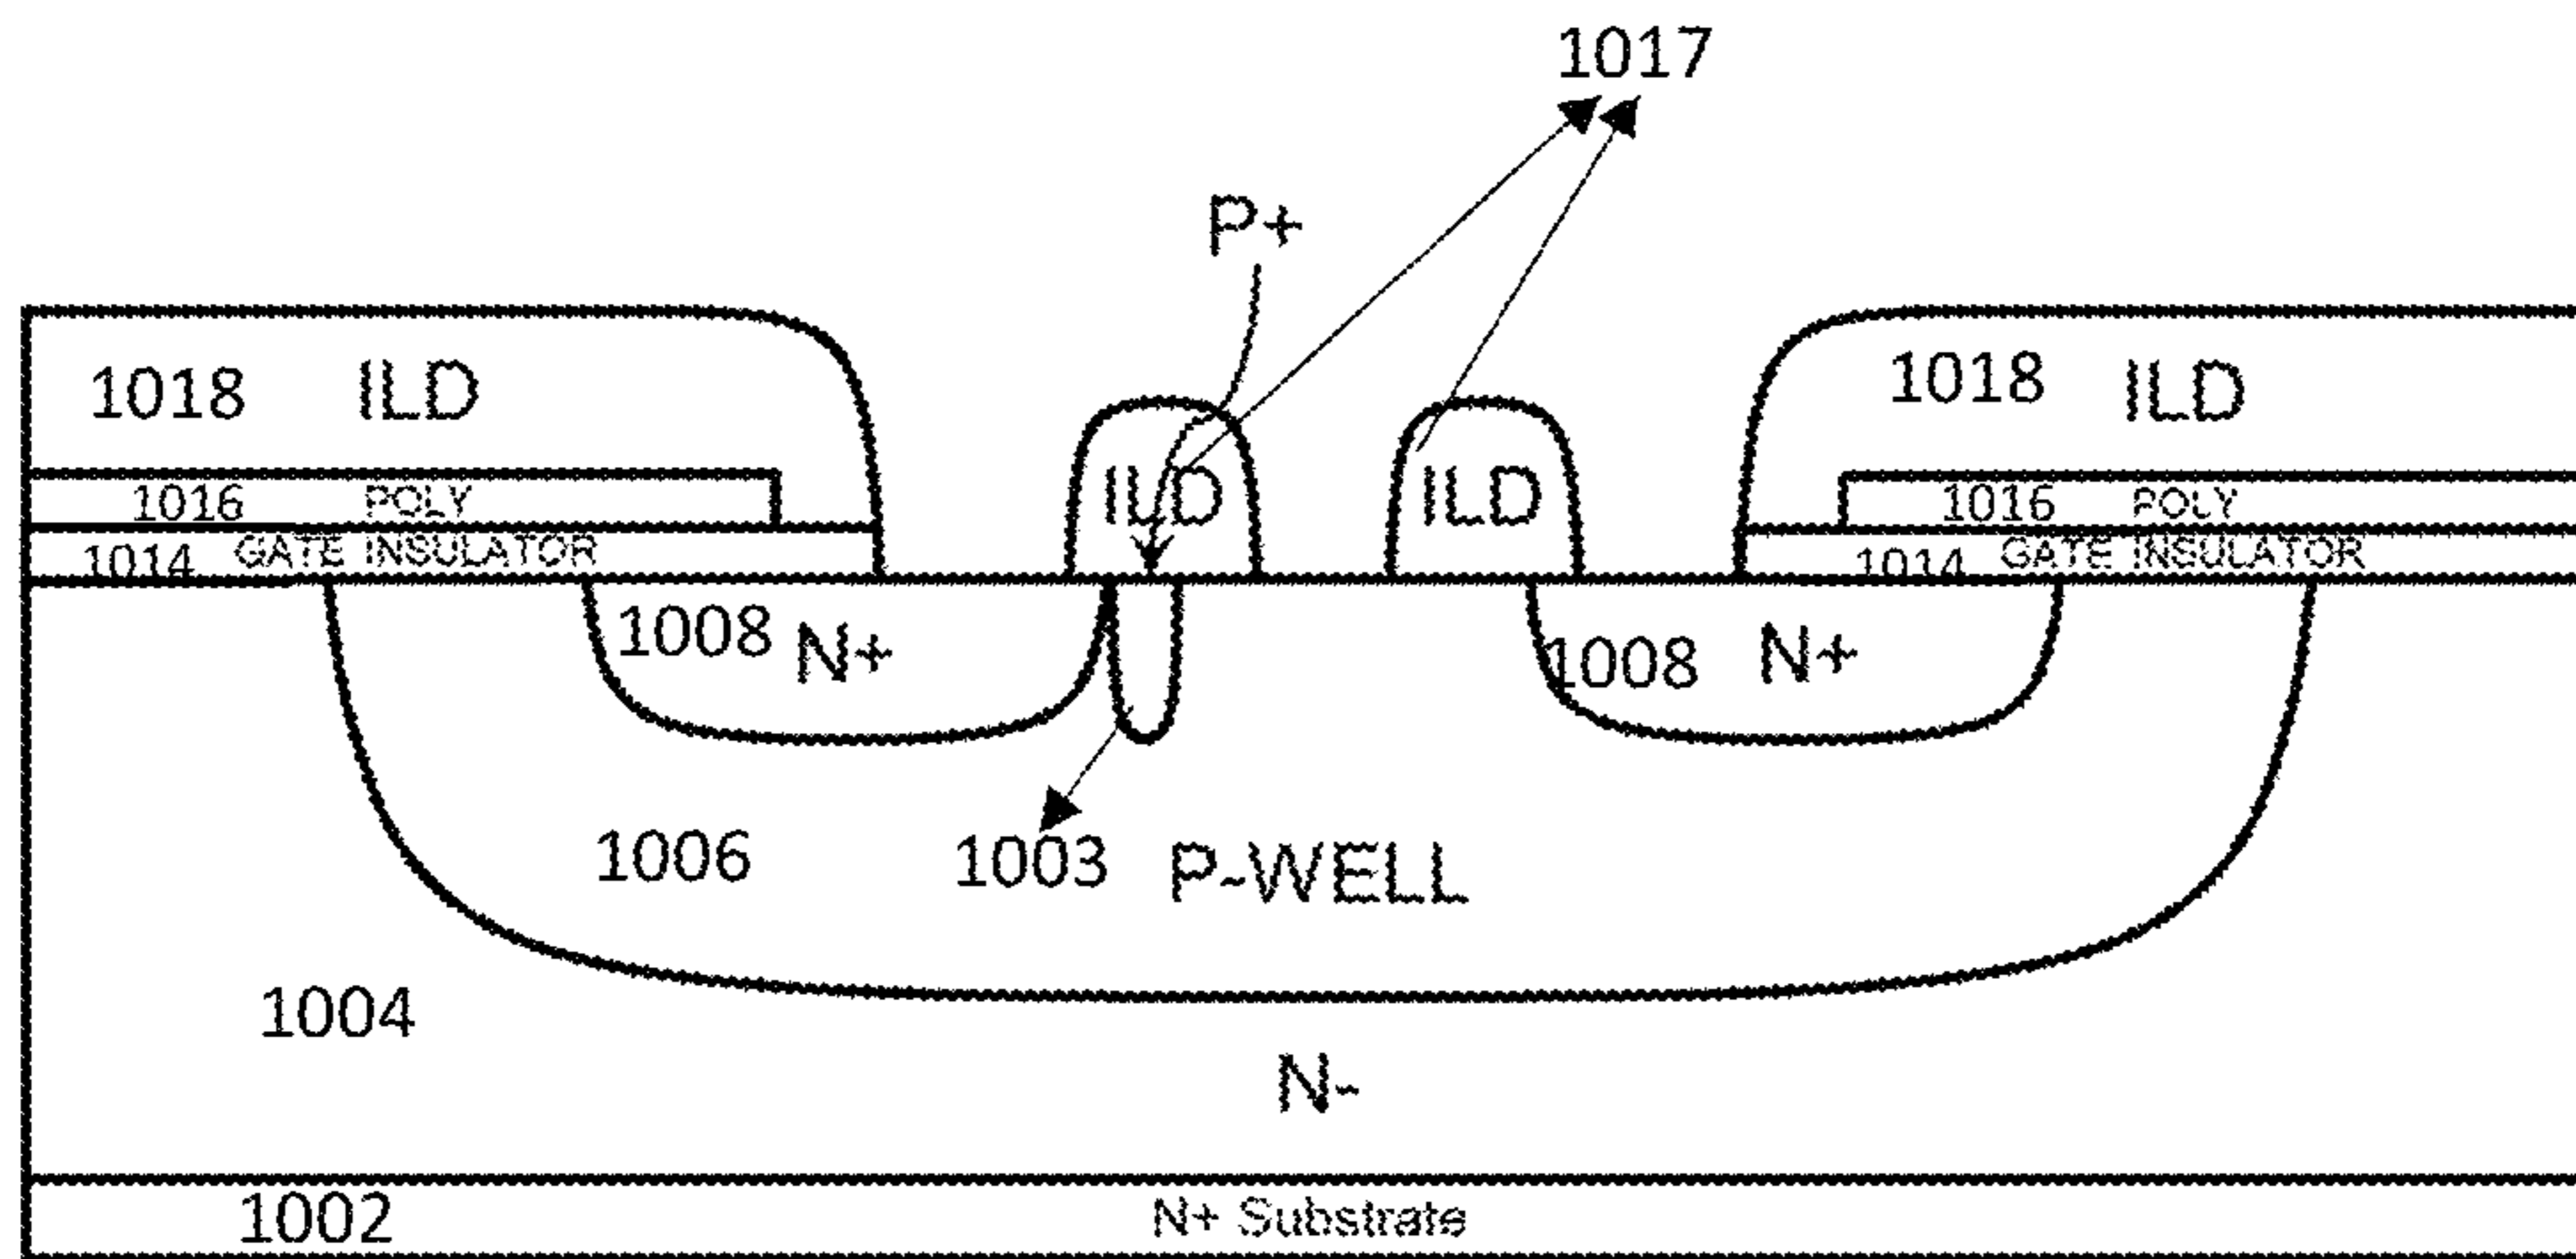 1017
P+
1018 ILD
1018 ILD
ILD
ILD
1016 POLY
1016 POLY
1014 GATE INSULATOR
1014 GATE INSULATOR
1008 N+
1008 N+
1006
1003
P-WELL
1004
N-
1002
N+ Substrate